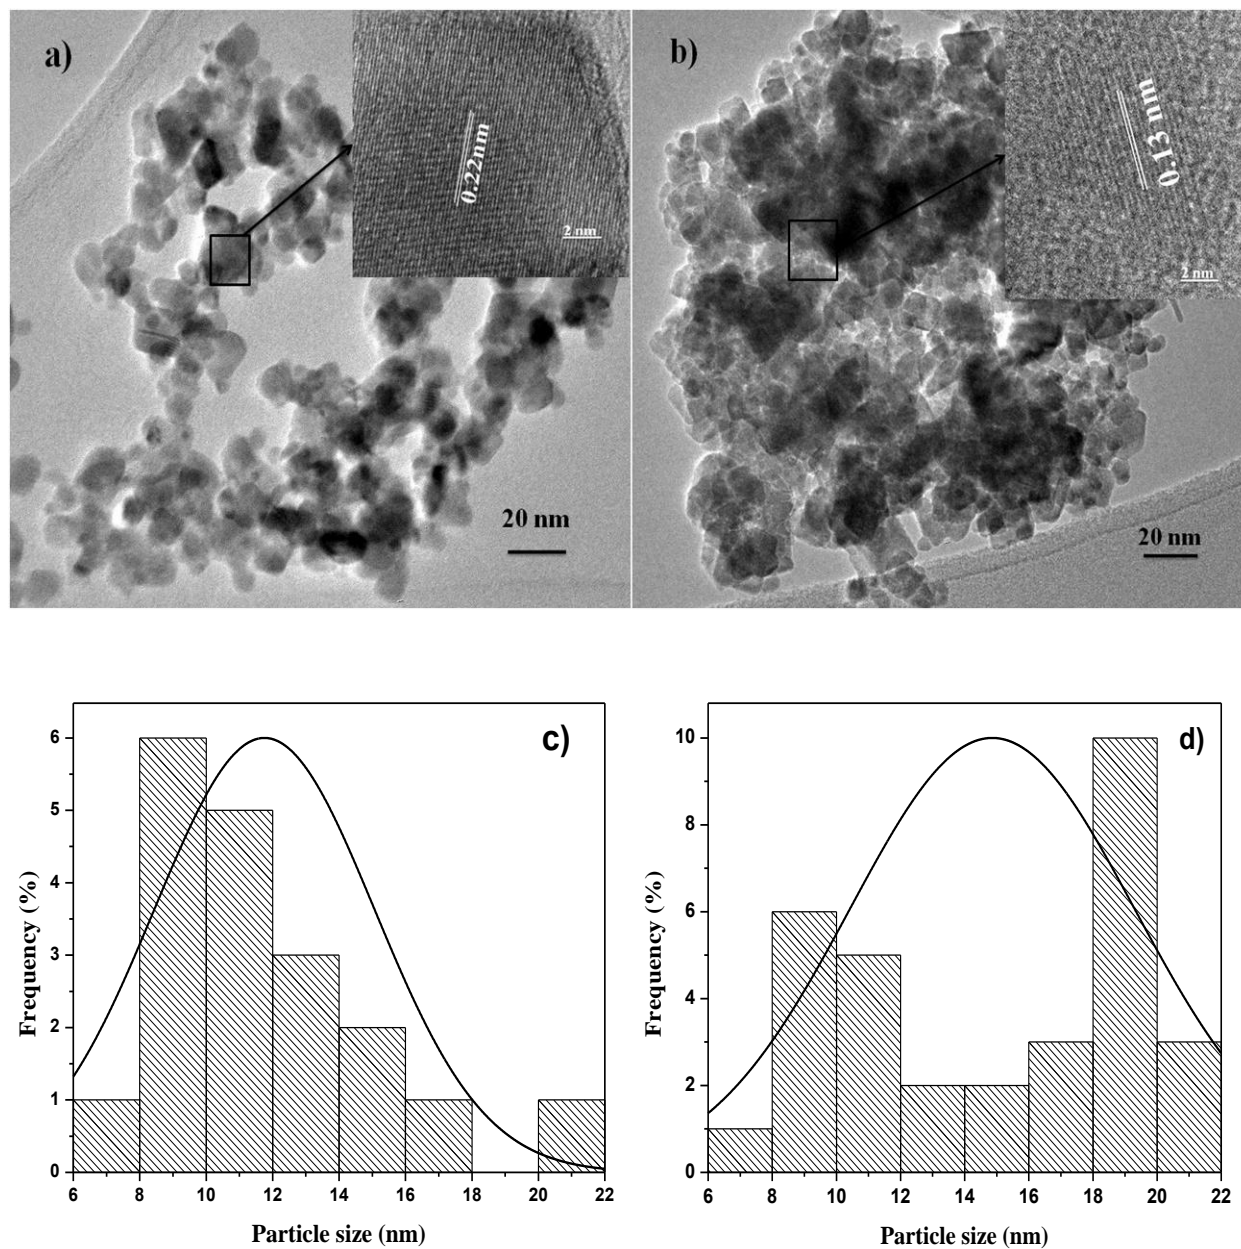 a)
0.22nm
2 nm
20 nm
b)
0.13 nm
2 nm
20 nm
c)
Frequency (%)
6
5
4
3
2
1
0
6 8 10 12 14 16 18 20 22
Particle size (nm)
d)
Frequency (%)
10
8
6
4
2
0
6 8 10 12 14 16 18 20 22
Particle size (nm)